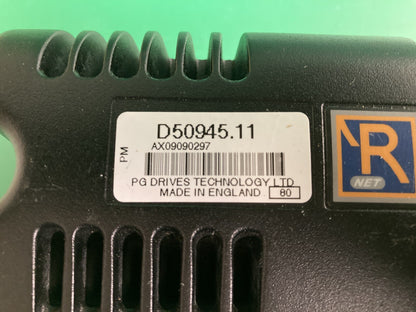 D50945.11
AX09090297
PM
PG DRIVES TECHNOLOGY LTD
MADE IN ENGLAND 80
R
NET